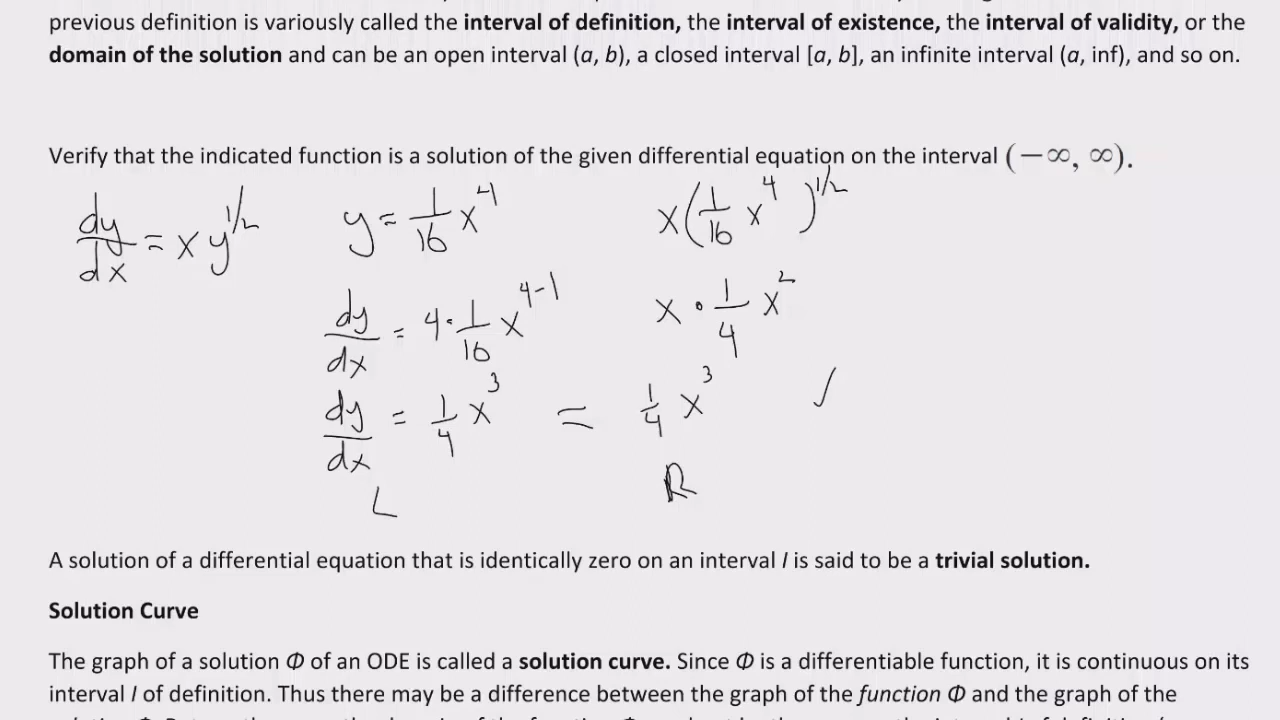 previous definition is variously called the interval of definition, the interval of existence, the interval of validity, or the
domain of the solution and can be an open interval (a, b), a closed interval [a, b], an infinite interval (a, inf), and so on.
Verify that the indicated function is a solution of the given differential equation on the interval (−∞, ∞).
dy/dx = x y^1/2    y = 1/16 x^4    x(1/16 x^4)^1/2
dy/dx = 4 · 1/16 x^4-1    x · 1/4 x^2
dy/dx = 1/4 x^3 = 1/4 x^3
L    R
A solution of a differential equation that is identically zero on an interval I is said to be a trivial solution.
Solution Curve
The graph of a solution Φ of an ODE is called a solution curve. Since Φ is a differentiable function, it is continuous on its
interval I of definition. Thus there may be a difference between the graph of the function Φ and the graph of the